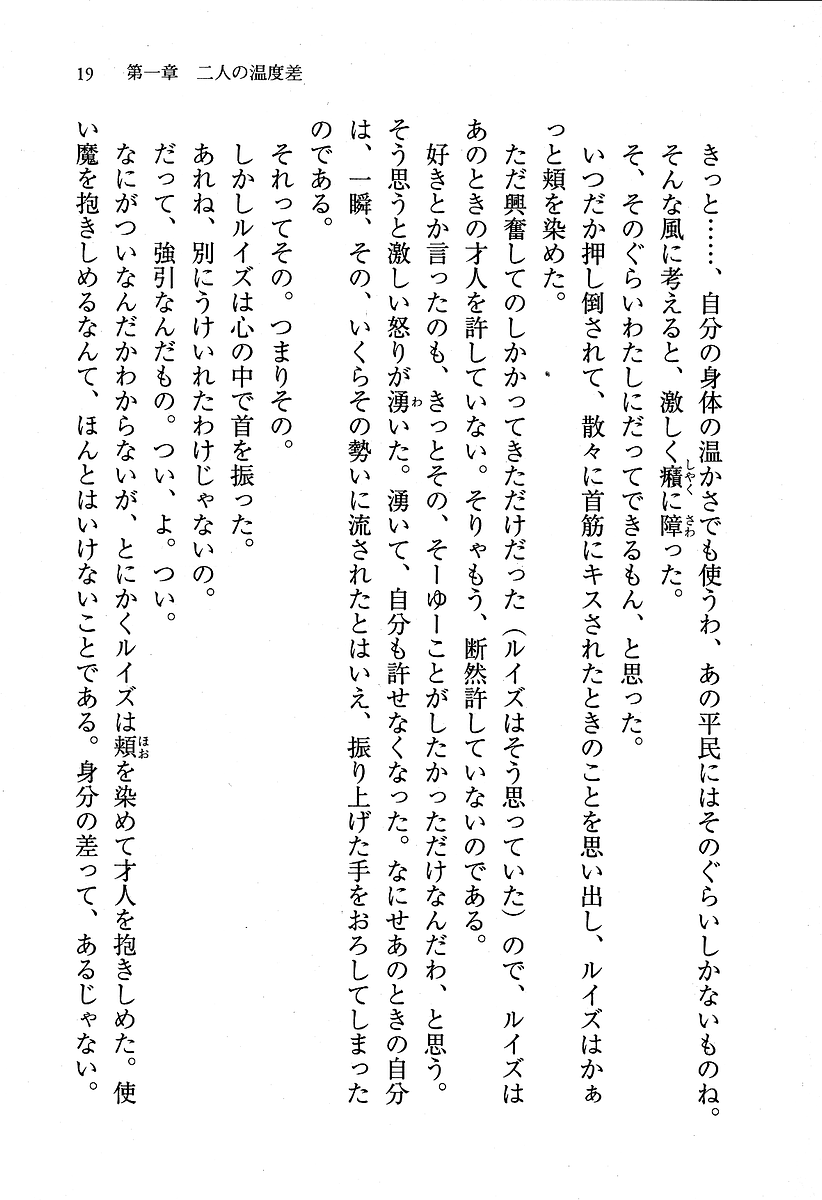 19　第一章　二人の温度差
きっと……、自分の身体の温かさでも使うわ、あの平民にはそのぐらいしかないものね。
そんな風に考えると、激しく癪に障った。
そ、そのぐらいわたしにだってできるもん、と思った。
いつだか押し倒されて、散々に首筋にキスされたときのことを思い出し、ルイズはかぁ
っと頬を染めた。
ただ興奮してのしかかってきただけだった（ルイズはそう思っていた）ので、ルイズは
あのときの才人を許していない。そりゃもう、断然許していないのである。
好きとか言ったのも、きっとその、そーゆーことがしたかっただけなんだわ、と思う。
そう思うと激しい怒りが湧いた。湧いて、自分も許せなくなった。なにせあのときの自分
は、一瞬、その、いくらその勢いに流されたとはいえ、振り上げた手をおろしてしまった
のである。
それってその。つまりその。
しかしルイズは心の中で首を振った。
あれね、別にうけいれたわけじゃないの。
だって、強引なんだもの。つい、よ。つい。
なにがついなんだかわからないが、とにかくルイズは頬を染めて才人を抱きしめた。使
い魔を抱きしめるなんて、ほんとはいけないことである。身分の差って、あるじゃない。